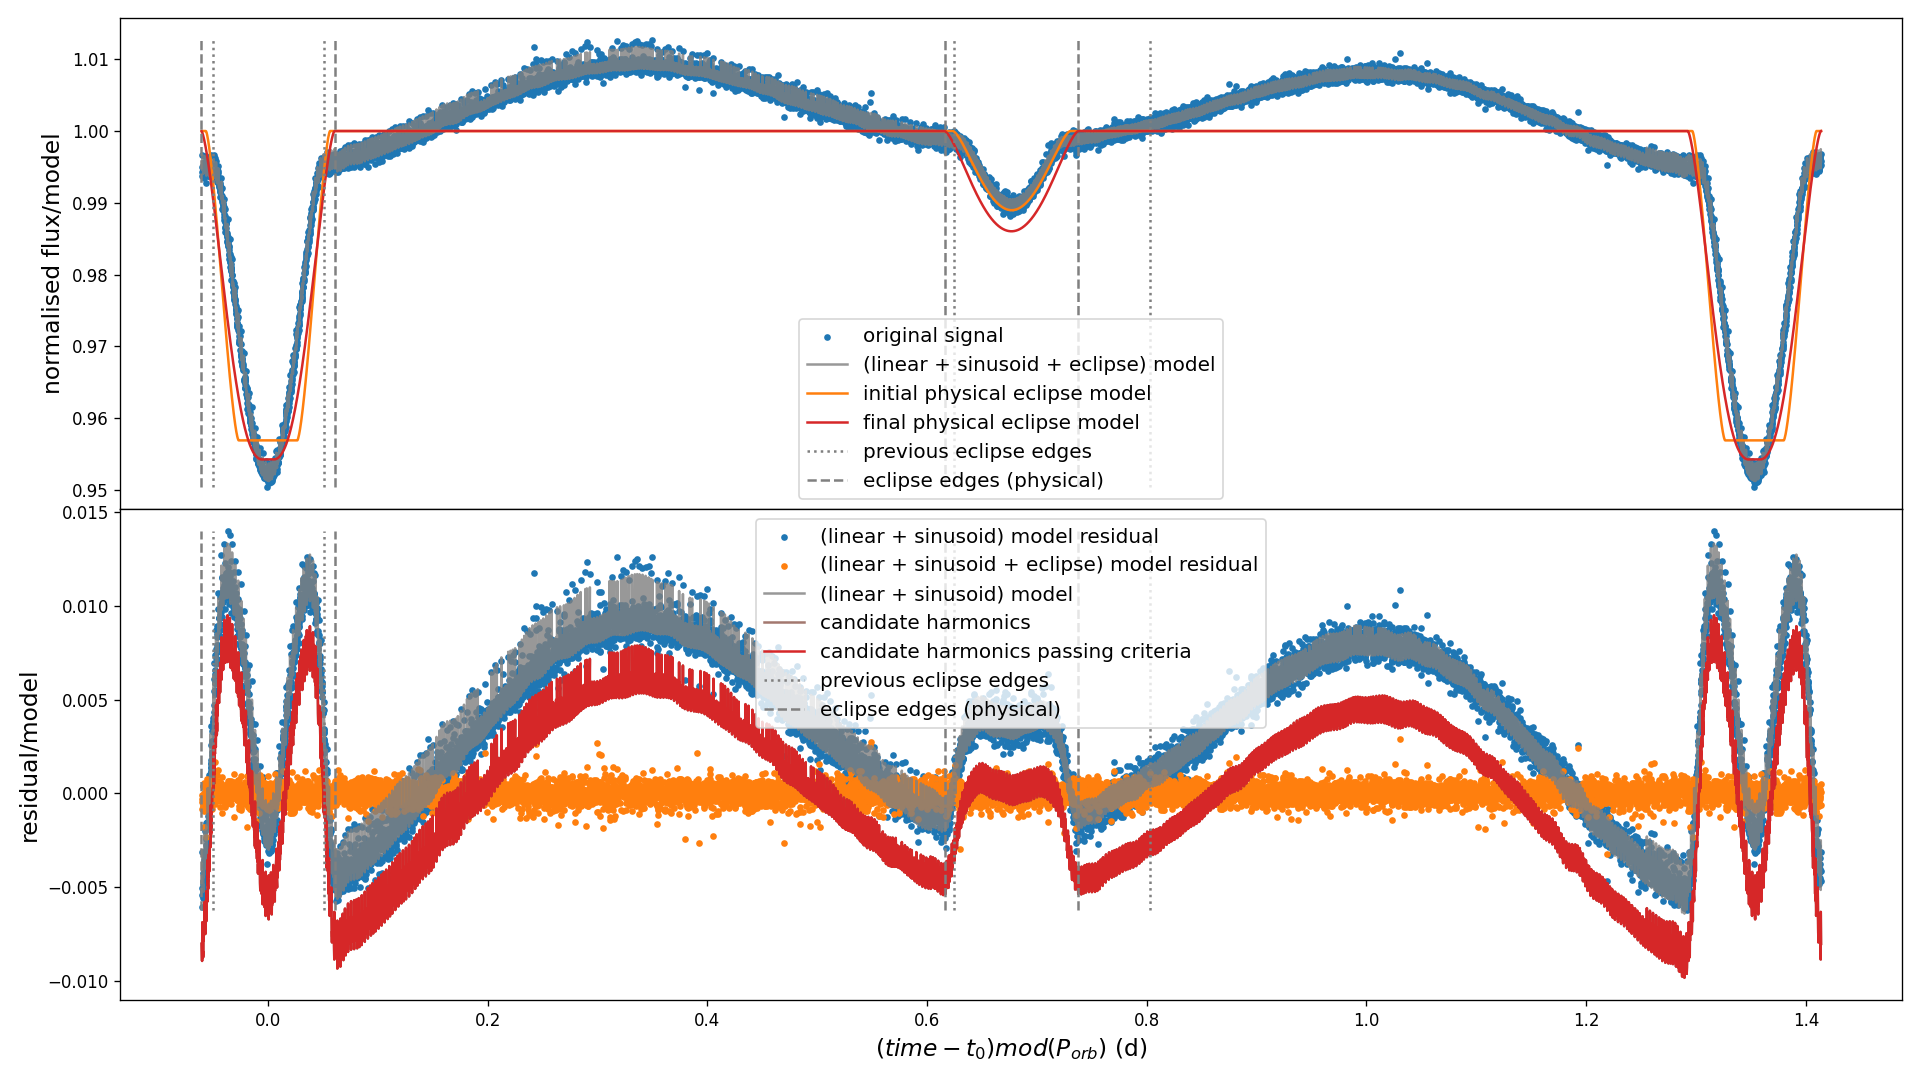 normalised flux/model
1.01
1.00
0.99
0.98
0.97
0.96
0.95
original signal
(linear + sinusoid + eclipse) model
initial physical eclipse model
final physical eclipse model
previous eclipse edges
eclipse edges (physical)
residual/model
0.015
0.010
0.005
0.000
−0.005
−0.010
(linear + sinusoid) model residual
(linear + sinusoid + eclipse) model residual
(linear + sinusoid) model
candidate harmonics
candidate harmonics passing criteria
previous eclipse edges
eclipse edges (physical)
0.0 0.2 0.4 0.6 0.8 1.0 1.2 1.4
(time − t₀)mod(P_orb) (d)